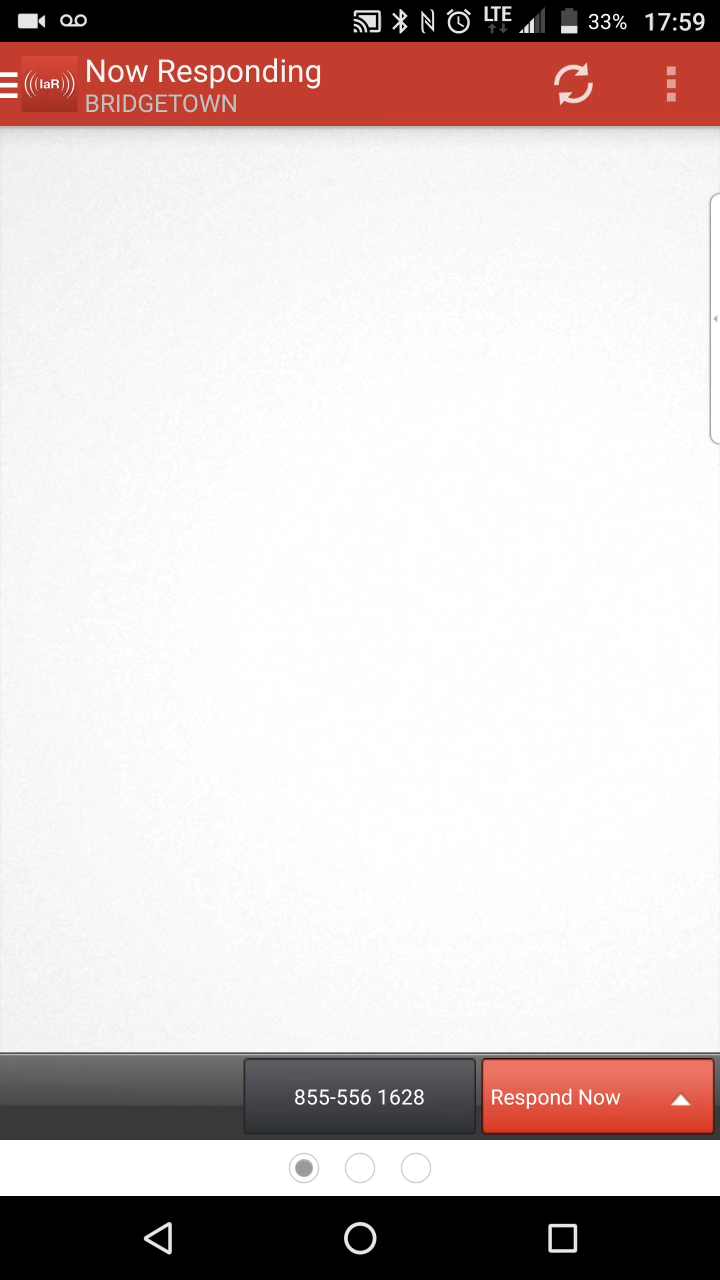 LTE
33% 17:59
((IaR)) Now Responding
BRIDGETOWN
855-556 1628 Respond Now